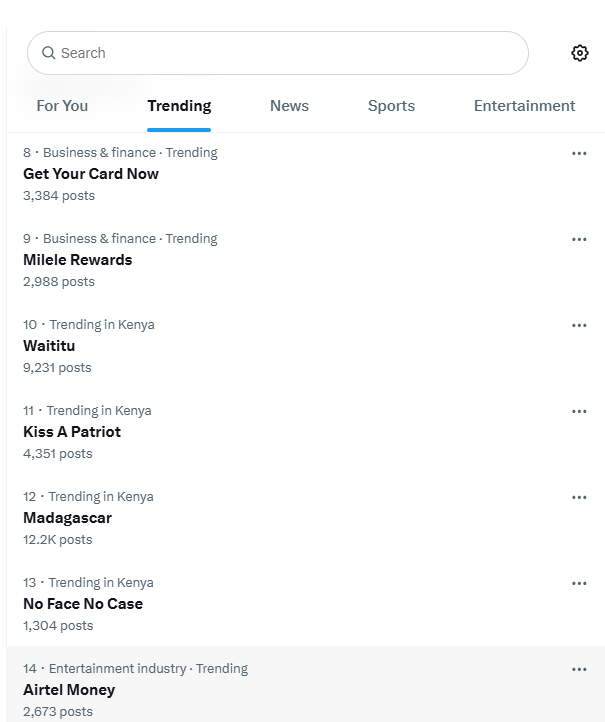 Search
For You Trending News Sports Entertainment
8 · Business & finance · Trending
Get Your Card Now
3,384 posts
9 · Business & finance · Trending
Milele Rewards
2,988 posts
10 · Trending in Kenya
Waititu
9,231 posts
11 · Trending in Kenya
Kiss A Patriot
4,351 posts
12 · Trending in Kenya
Madagascar
12.2K posts
13 · Trending in Kenya
No Face No Case
1,304 posts
14 · Entertainment industry · Trending
Airtel Money
2,673 posts